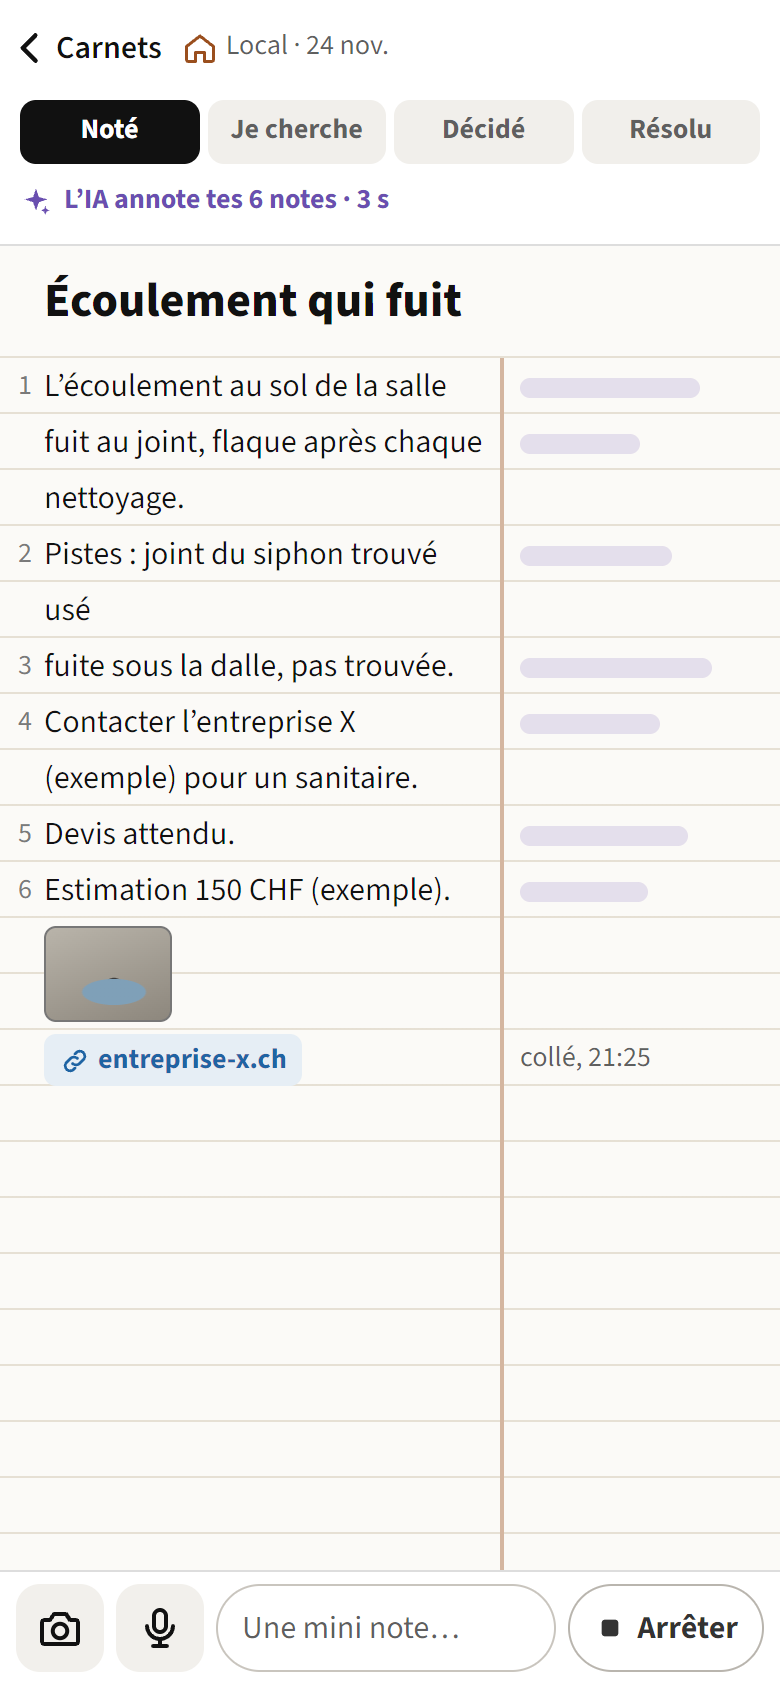 Carnets Local · 24 nov.
Noté Je cherche Décidé Résolu
L’IA annote tes 6 notes · 3 s
Écoulement qui fuit
1 L’écoulement au sol de la salle
fuit au joint, flaque après chaque
nettoyage.
2 Pistes : joint du siphon trouvé
usé
3 fuite sous la dalle, pas trouvée.
4 Contacter l’entreprise X
(exemple) pour un sanitaire.
5 Devis attendu.
6 Estimation 150 CHF (exemple).
entreprise-x.ch collé, 21:25
Une mini note… Arrêter